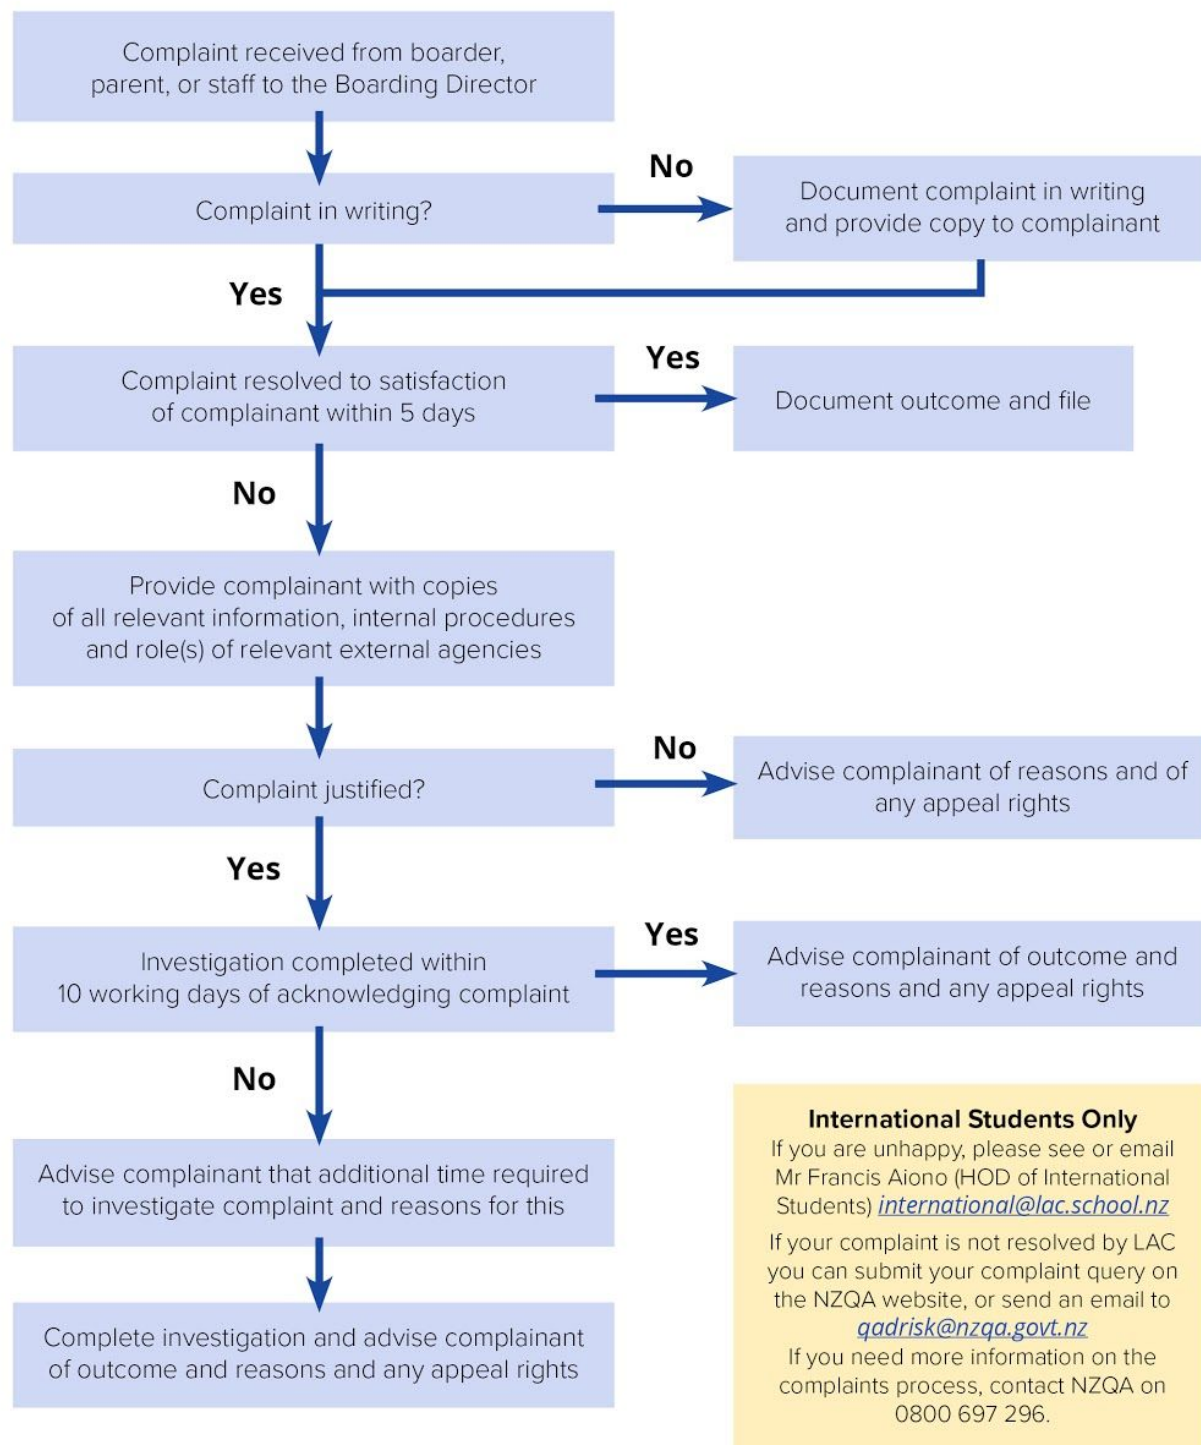 Complaint received from boarder,
parent, or staff to the Boarding Director
Complaint in writing?
No
Document complaint in writing
and provide copy to complainant
Yes
Complaint resolved to satisfaction
of complainant within 5 days
Yes
Document outcome and file
No
Provide complainant with copies
of all relevant information, internal procedures
and role(s) of relevant external agencies
Complaint justified?
No
Advise complainant of reasons and of
any appeal rights
Yes
Investigation completed within
10 working days of acknowledging complaint
Yes
Advise complainant of outcome and
reasons and any appeal rights
No
Advise complainant that additional time required
to investigate complaint and reasons for this
Complete investigation and advise complainant
of outcome and reasons and any appeal rights
International Students Only
If you are unhappy, please see or email
Mr Francis Aiono (HOD of International
Students) international@lac.school.nz
If your complaint is not resolved by LAC
you can submit your complaint query on
the NZQA website, or send an email to
qadrisk@nzqa.govt.nz
If you need more information on the
complaints process, contact NZQA on
0800 697 296.